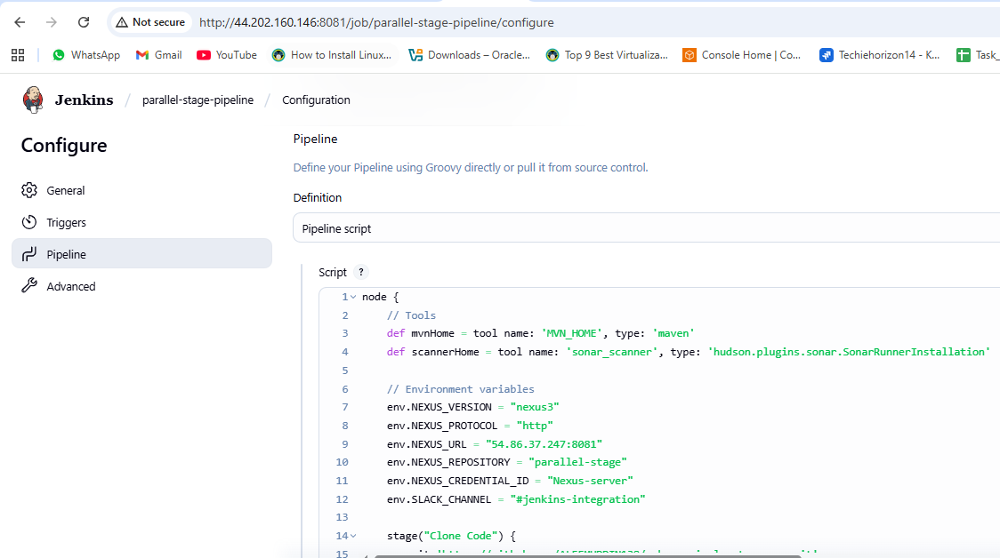 Not secure http://44.202.160.146:8081/job/parallel-stage-pipeline/configure
WhatsApp Gmail YouTube How to Install Linux... Downloads – Oracle... Top 9 Best Virtualiza... Console Home | Co... Techiehorizon14 - K... Task_
Jenkins / parallel-stage-pipeline / Configuration
Configure
General
Triggers
Pipeline
Advanced
Pipeline
Define your Pipeline using Groovy directly or pull it from source control.
Definition
Pipeline script
Script ?
1 node {
2 // Tools
3 def mvnHome = tool name: 'MVN_HOME', type: 'maven'
4 def scannerHome = tool name: 'sonar_scanner', type: 'hudson.plugins.sonar.SonarRunnerInstallation'
5
6 // Environment variables
7 env.NEXUS_VERSION = "nexus3"
8 env.NEXUS_PROTOCOL = "http"
9 env.NEXUS_URL = "54.86.37.247:8081"
10 env.NEXUS_REPOSITORY = "parallel-stage"
11 env.NEXUS_CREDENTIAL_ID = "Nexus-server"
12 env.SLACK_CHANNEL = "#jenkins-integration"
13
14 stage("Clone Code") {
15